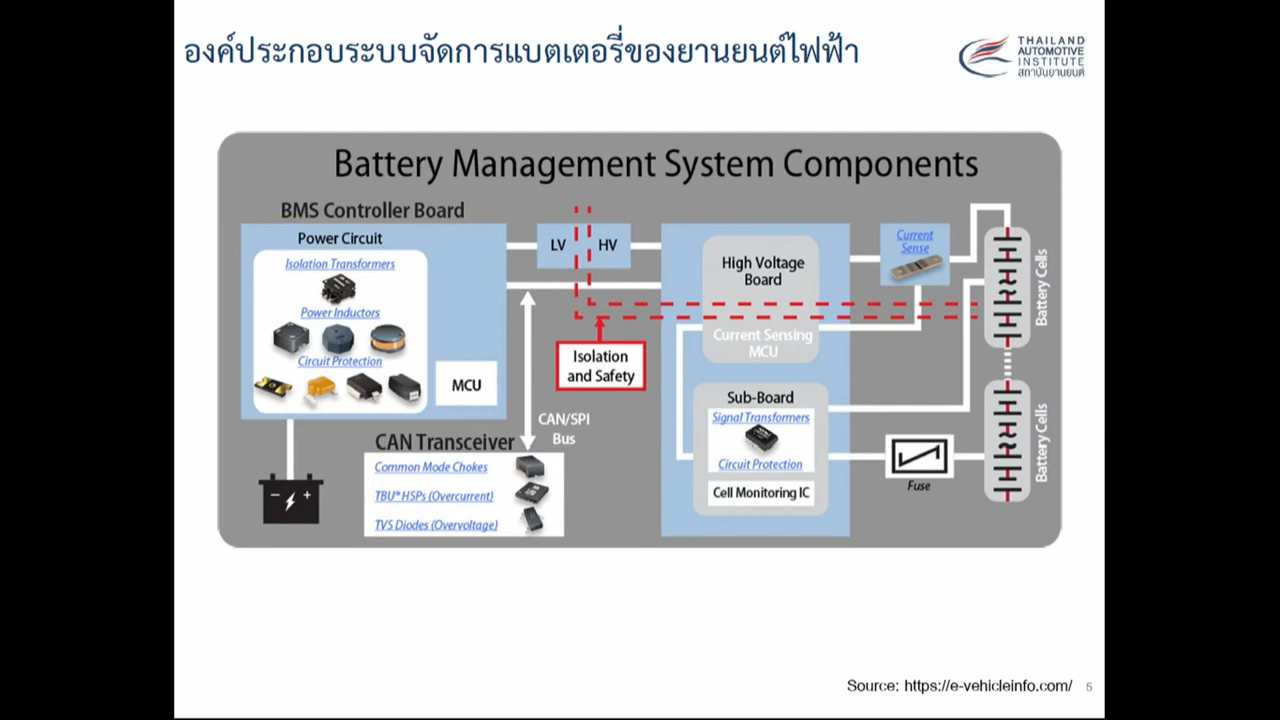 องค์ประกอบระบบจัดการแบตเตอรี่ของยานยนต์ไฟฟ้า
THAILAND
AUTOMOTIVE
INSTITUTE
สถาบันยานยนต์
Battery Management System Components
BMS Controller Board
Power Circuit
Isolation Transformers
Power Inductors
Circuit Protection
MCU
LV
HV
Isolation
and Safety
CAN/SPI
Bus
CAN Transceiver
Common Mode Chokes
TBU® HSPs (Overcurrent)
TVS Diodes (Overvoltage)
High Voltage
Board
Current Sensing
MCU
Sub-Board
Signal Transformers
Circuit Protection
Cell Monitoring IC
Current
Sense
Fuse
Battery Cells
Battery Cells
Source: https://e-vehicleinfo.com/
5